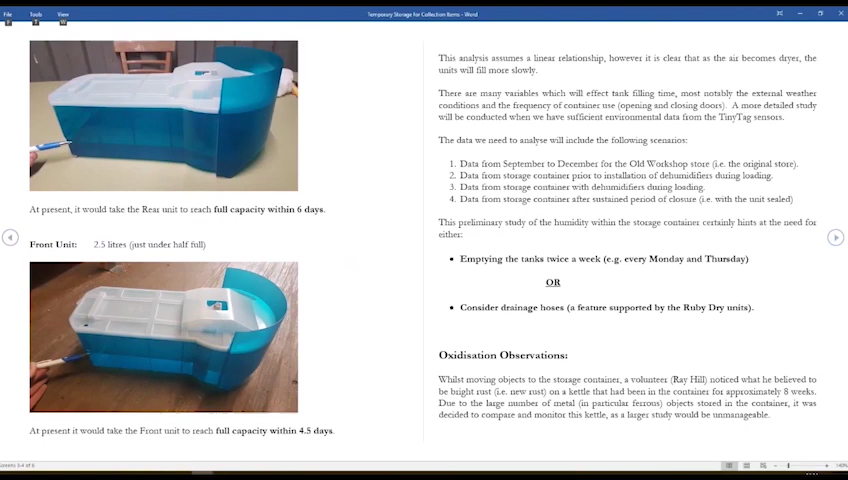 File Tools View
Temporary Storage for Collection Items - Word
At present, it would take the Rear unit to reach full capacity within 6 days.
Front Unit: 2.5 litres (just under half full)
At present it would take the Front unit to reach full capacity within 4.5 days.
This analysis assumes a linear relationship, however it is clear that as the air becomes dryer, the
units will fill more slowly.
There are many variables which will effect tank filling time, most notably the external weather
conditions and the frequency of container use (opening and closing doors). A more detailed study
will be conducted when we have sufficient environmental data from the TinyTag sensors.
The data we need to analyse will include the following scenarios:
1. Data from September to December for the Old Workshop store (i.e. the original store).
2. Data from storage container prior to installation of dehumidifiers during loading.
3. Data from storage container with dehumidifiers during loading.
4. Data from storage container after sustained period of closure (i.e. with the unit sealed)
This preliminary study of the humidity within the storage container certainly hints at the need for
either:
• Emptying the tanks twice a week (e.g. every Monday and Thursday)
OR
• Consider drainage hoses (a feature supported by the Ruby Dry units).
Oxidisation Observations:
Whilst moving objects to the storage container, a volunteer (Ray Hill) noticed what he believed to
be bright rust (i.e. new rust) on a kettle that had been in the container for approximately 8 weeks.
Due to the large number of metal (in particular ferrous) objects stored in the container, it was
decided to compare and monitor this kettle, as a larger study would be unmanageable.